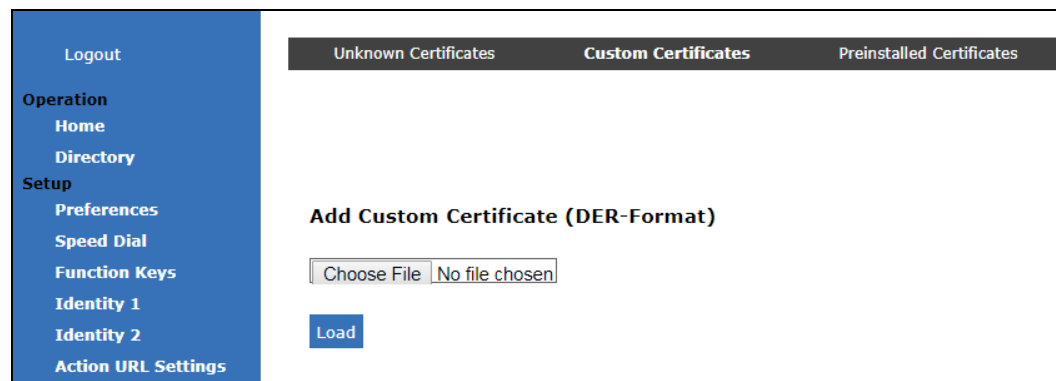 Logout
Operation
Home
Directory
Setup
Preferences
Speed Dial
Function Keys
Identity 1
Identity 2
Action URL Settings
Unknown Certificates Custom Certificates Preinstalled Certificates
Add Custom Certificate (DER-Format)
Choose File No file chosen
Load